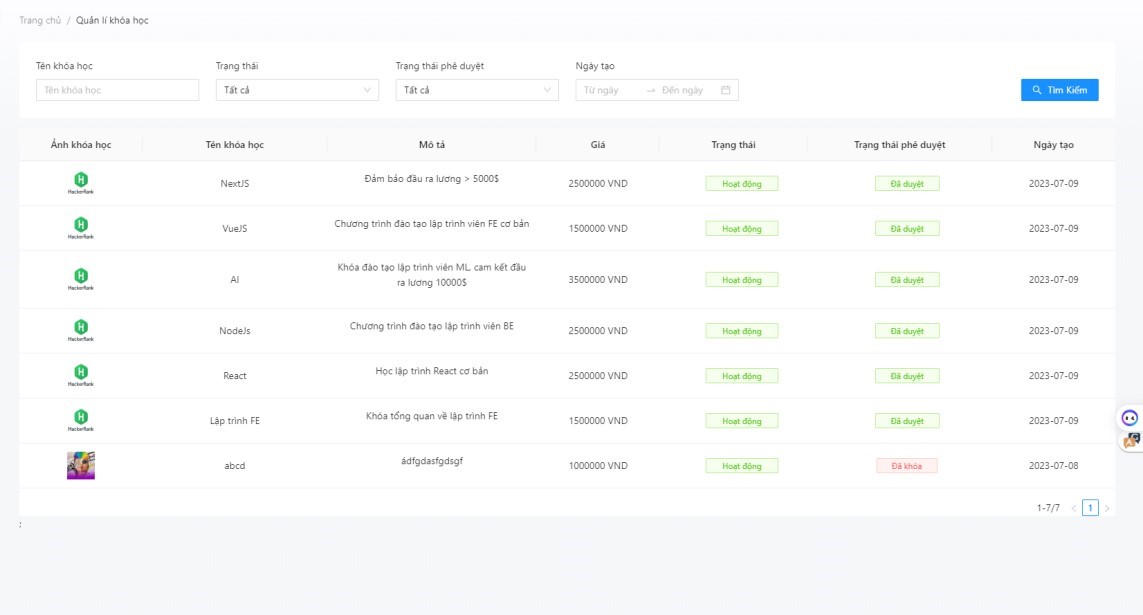 Trang chủ / Quản lí khóa học
Tên khóa học Trạng thái Trạng thái phê duyệt Ngày tạo
Tên khóa học Tất cả Tất cả Từ ngày → Đến ngày Tìm Kiếm
Ảnh khóa học Tên khóa học Mô tả Giá Trạng thái Trạng thái phê duyệt Ngày tạo
HackerRank NextJS Đảm bảo đầu ra lương > 5000$ 2500000 VND Hoạt động Đã duyệt 2023-07-09
HackerRank VueJS Chương trình đào tạo lập trình viên FE cơ bản 1500000 VND Hoạt động Đã duyệt 2023-07-09
HackerRank AI Khóa đào tạo lập trình viên ML, cam kết đầu
ra lương 10000$ 3500000 VND Hoạt động Đã duyệt 2023-07-09
HackerRank NodeJs Chương trình đào tạo lập trình viên BE 2500000 VND Hoạt động Đã duyệt 2023-07-09
HackerRank React Học lập trình React cơ bản 2500000 VND Hoạt động Đã duyệt 2023-07-09
HackerRank Lập trình FE Khóa tổng quan về lập trình FE 1500000 VND Hoạt động Đã duyệt 2023-07-09
abcd ádfgdasfgdsgf 1000000 VND Hoạt động Đã khóa 2023-07-08
1-7/7 < 1 >
;